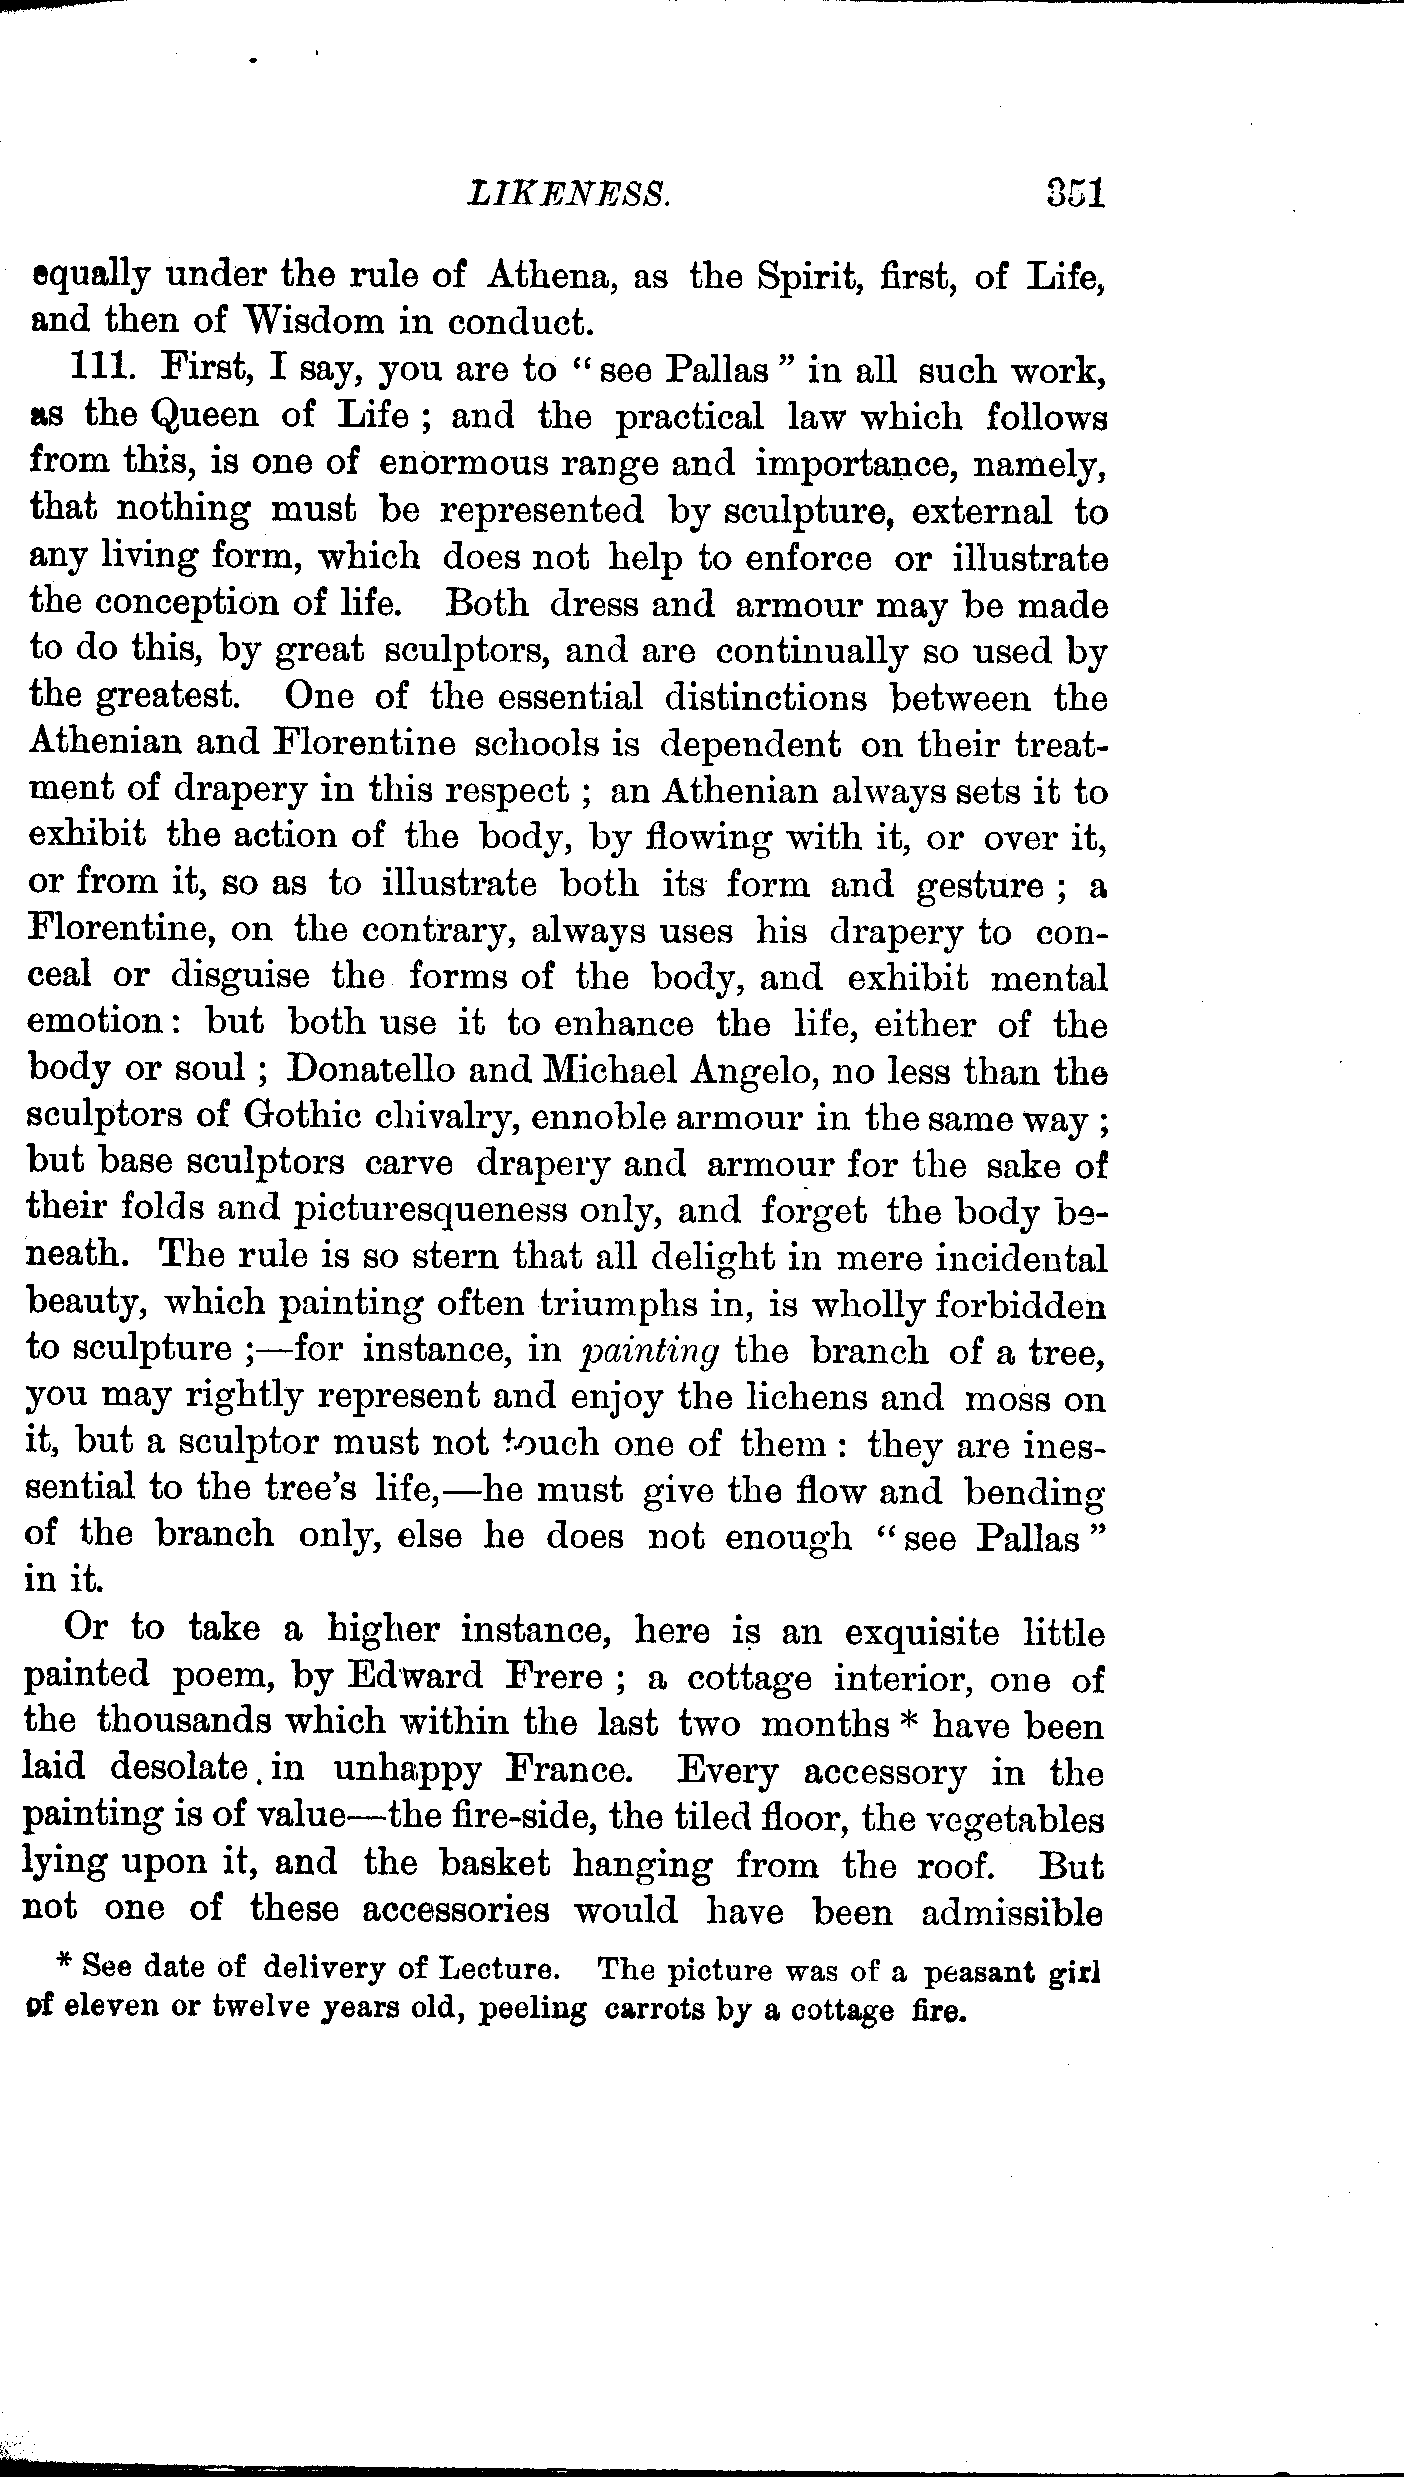 LIKENESS. 351
equally under the rule of Athena, as the Spirit, first, of Life,
and then of Wisdom in conduct.
111. First, I say, you are to “ see Pallas ” in all such work,
as the Queen of Life ; and the practical law which follows
from this, is one of enormous range and importance, namely,
that nothing must be represented by sculpture, external to
any living form, which does not help to enforce or illustrate
the conception of life. Both dress and armour may be made
to do this, by great sculptors, and are continually so used by
the greatest. One of the essential distinctions between the
Athenian and Florentine schools is dependent on their treat-
ment of drapery in this respect ; an Athenian always sets it to
exhibit the action of the body, by flowing with it, or over it,
or from it, so as to illustrate both its form and gesture ; a
Florentine, on the contrary, always uses his drapery to con-
ceal or disguise the forms of the body, and exhibit mental
emotion: but both use it to enhance the life, either of the
body or soul ; Donatello and Michael Angelo, no less than the
sculptors of Gothic chivalry, ennoble armour in the same way ;
but base sculptors carve drapery and armour for the sake of
their folds and picturesqueness only, and forget the body be-
neath. The rule is so stern that all delight in mere incidental
beauty, which painting often triumphs in, is wholly forbidden
to sculpture ;—for instance, in painting the branch of a tree,
you may rightly represent and enjoy the lichens and moss on
it, but a sculptor must not touch one of them : they are ines-
sential to the tree’s life,—he must give the flow and bending
of the branch only, else he does not enough “ see Pallas ”
in it.
Or to take a higher instance, here is an exquisite little
painted poem, by Edward Frere ; a cottage interior, one of
the thousands which within the last two months * have been
laid desolate in unhappy France. Every accessory in the
painting is of value—the fire-side, the tiled floor, the vegetables
lying upon it, and the basket hanging from the roof. But
not one of these accessories would have been admissible
* See date of delivery of Lecture. The picture was of a peasant girl
of eleven or twelve years old, peeling carrots by a cottage fire.